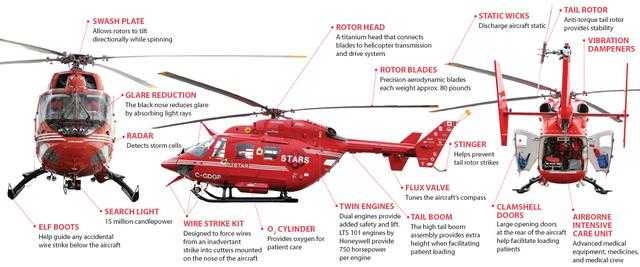 SWASH PLATE
Allows rotors to tilt
directionally while spinning
GLARE REDUCTION
The black nose reduces glare
by absorbing light rays
RADAR
Detects storm cells
SEARCH LIGHT
15 million candlepower
ELF BOOTS
Help guide any accidental
wire strike below the aircraft
ROTOR HEAD
A titanium head that connects
blades to helicopter transmission
and drive system
ROTOR BLADES
Precision aerodynamic blades
each weight approx. 80 pounds
STARS
C-GDGP
WIRE STRIKE KIT
Designed to force wires
from an inadvertant
strike into cutters mounted
on the nose of the aircraft
O2 CYLINDER
Provides oxygen for
patient care
TWIN ENGINES
Dual engines provide
added safety and lift.
LTS 101 engines by
Honeywell provide
750 horsepower
per engine
FLUX VALVE
Tunes the aircraft's compass
TAIL BOOM
The high tail boom
assembly provides extra
height when facilitating
patient loading
STINGER
Helps prevent
tail rotor strikes
STATIC WICKS
Discharge aircraft static
TAIL ROTOR
Anti-torque tail rotor
provides stability
VIBRATION
DAMPENERS
CLAMSHELL
DOORS
Large opening doors
at the rear of the aircraft
help facilitate loading
patients
AIRBORNE
INTENSIVE
CARE UNIT
Advanced medical
equipment, medicines,
and medical crew